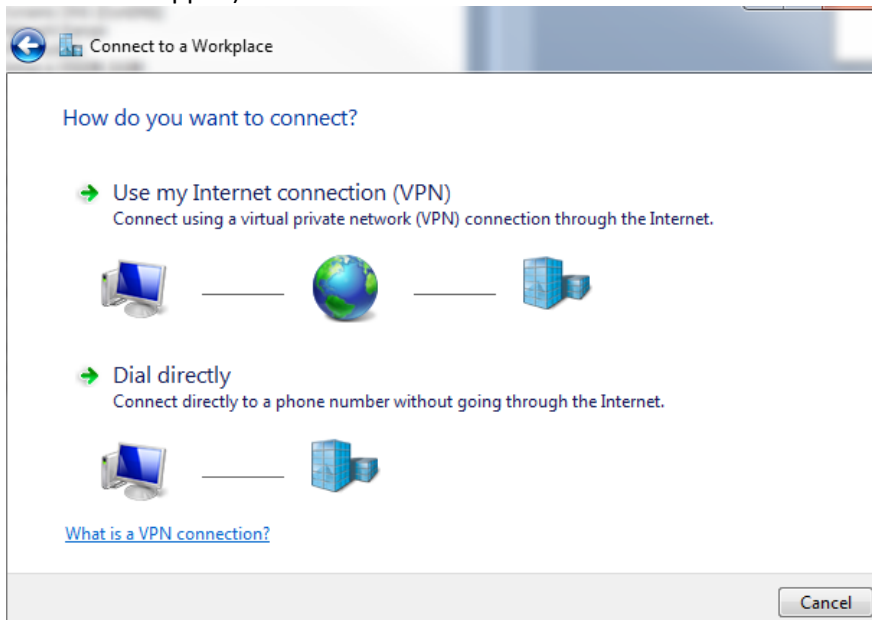 Connect to a Workplace
How do you want to connect?
Use my Internet connection (VPN)
Connect using a virtual private network (VPN) connection through the Internet.
Dial directly
Connect directly to a phone number without going through the Internet.
What is a VPN connection?
Cancel